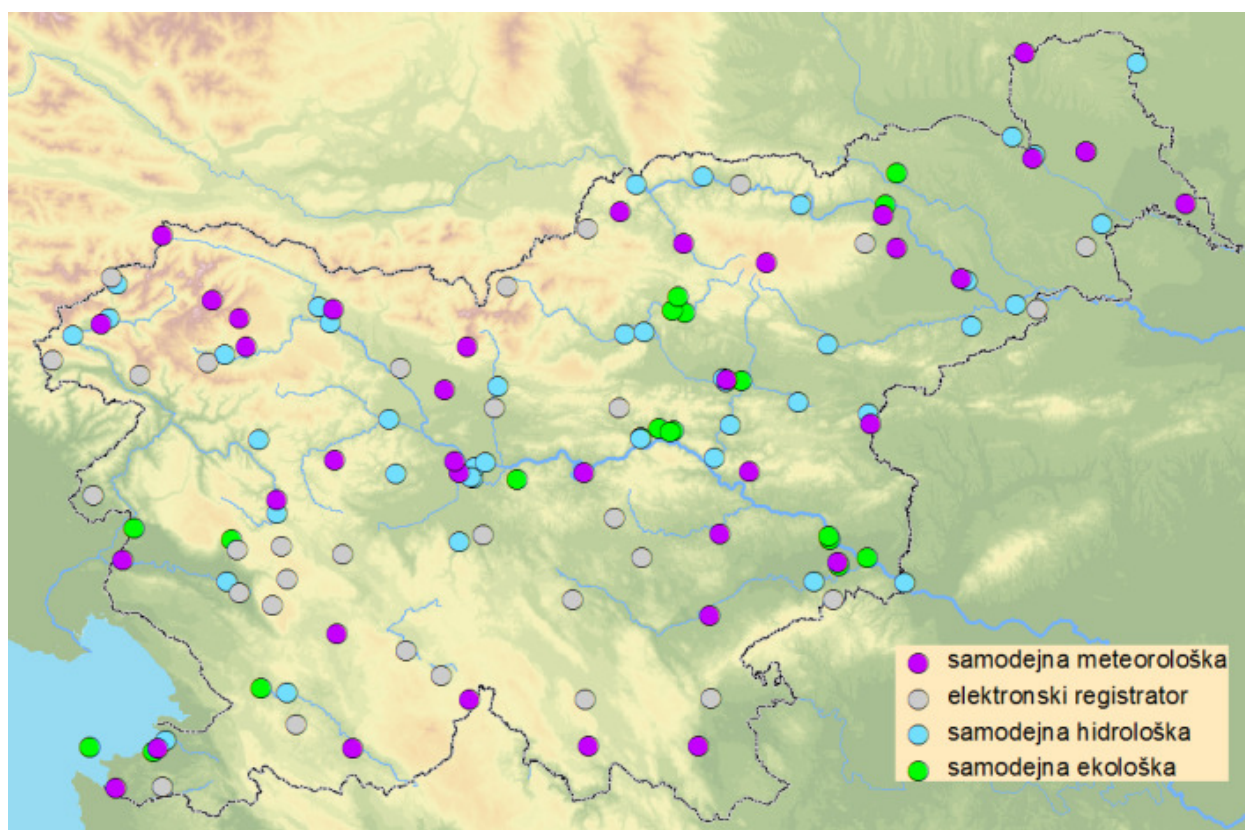 samodejna meteorološka
elektronski registrator
samodejna hidrološka
samodejna ekološka